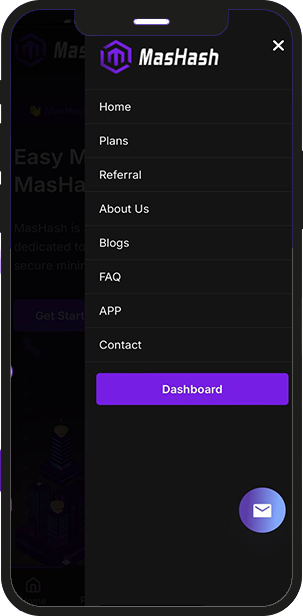 MasHash
Home
Plans
Referral
About Us
Blogs
FAQ
APP
Contact
Dashboard
Easy M
MasHa
MasHash is
dedicated to
secure minin
Get Start